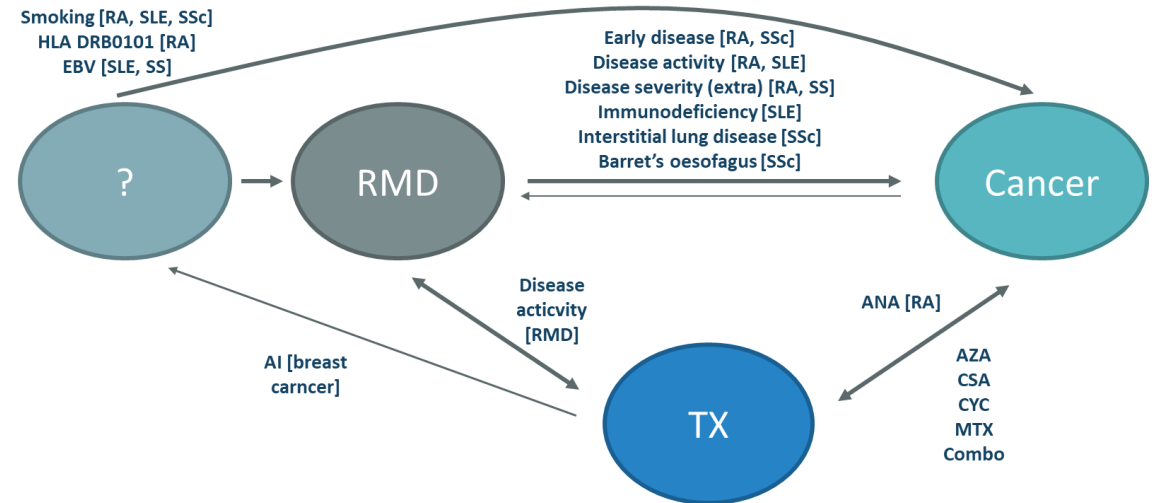 Smoking [RA, SLE, SSc]
HLA DRB0101 [RA]
EBV [SLE, SS]
Early disease [RA, SSc]
Disease activity [RA, SLE]
Disease severity (extra) [RA, SS]
Immunodeficiency [SLE]
Interstitial lung disease [SSc]
Barret's oesofagus [SSc]
?
RMD
Cancer
Disease
acticvity
[RMD]
ANA [RA]
AI [breast
carncer]
AZA
CSA
CYC
MTX
Combo
TX